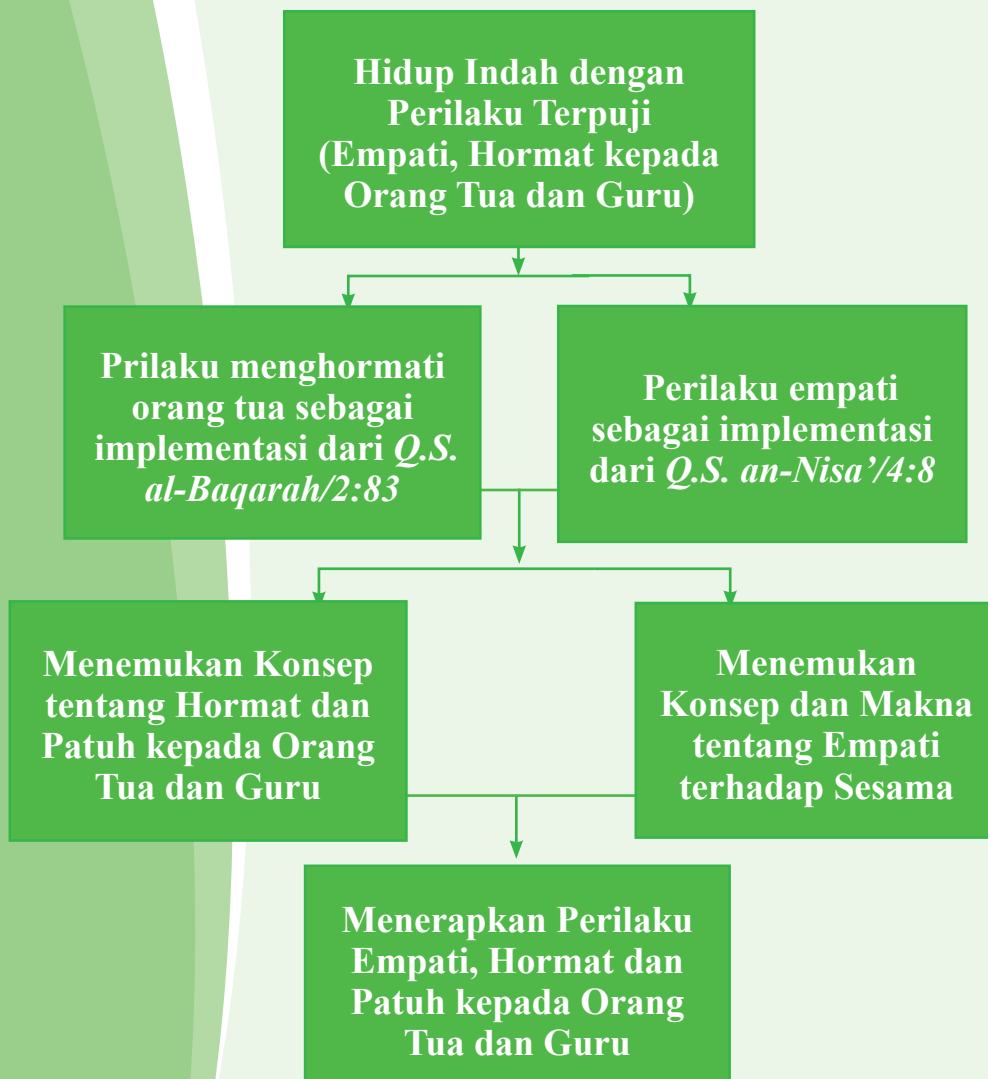 Hidup Indah dengan
Perilaku Terpuji
(Empati, Hormat kepada
Orang Tua dan Guru)
Prilaku menghormati
orang tua sebagai
implementasi dari Q.S.
al-Baqarah/2:83
Perilaku empati
sebagai implementasi
dari Q.S. an-Nisa’/4:8
Menemukan Konsep
tentang Hormat dan
Patuh kepada Orang
Tua dan Guru
Menemukan
Konsep dan Makna
tentang Empati
terhadap Sesama
Menerapkan Perilaku
Empati, Hormat dan
Patuh kepada Orang
Tua dan Guru